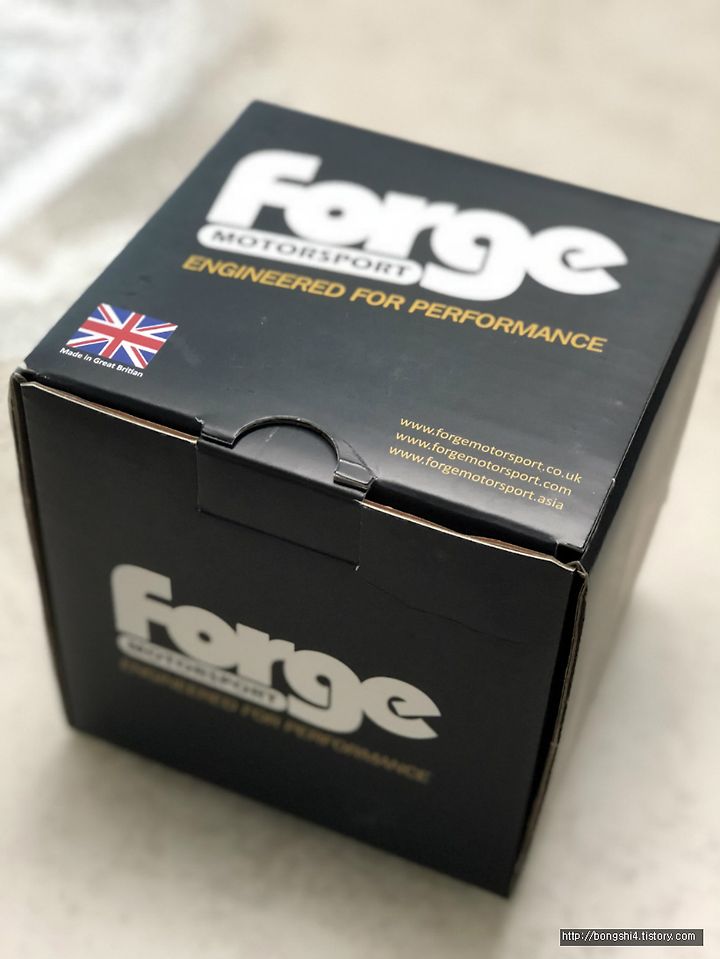 forge
MOTORSPORT
ENGINEERED FOR PERFORMANCE
Made in Great Britian
www.forgemotorsport.co.uk
www.forgemotorsport.com
www.forgemotorsport.asia
forge
MOTORSPORT
ENGINEERED FOR PERFORMANCE
http://bongshi4.tistory.com